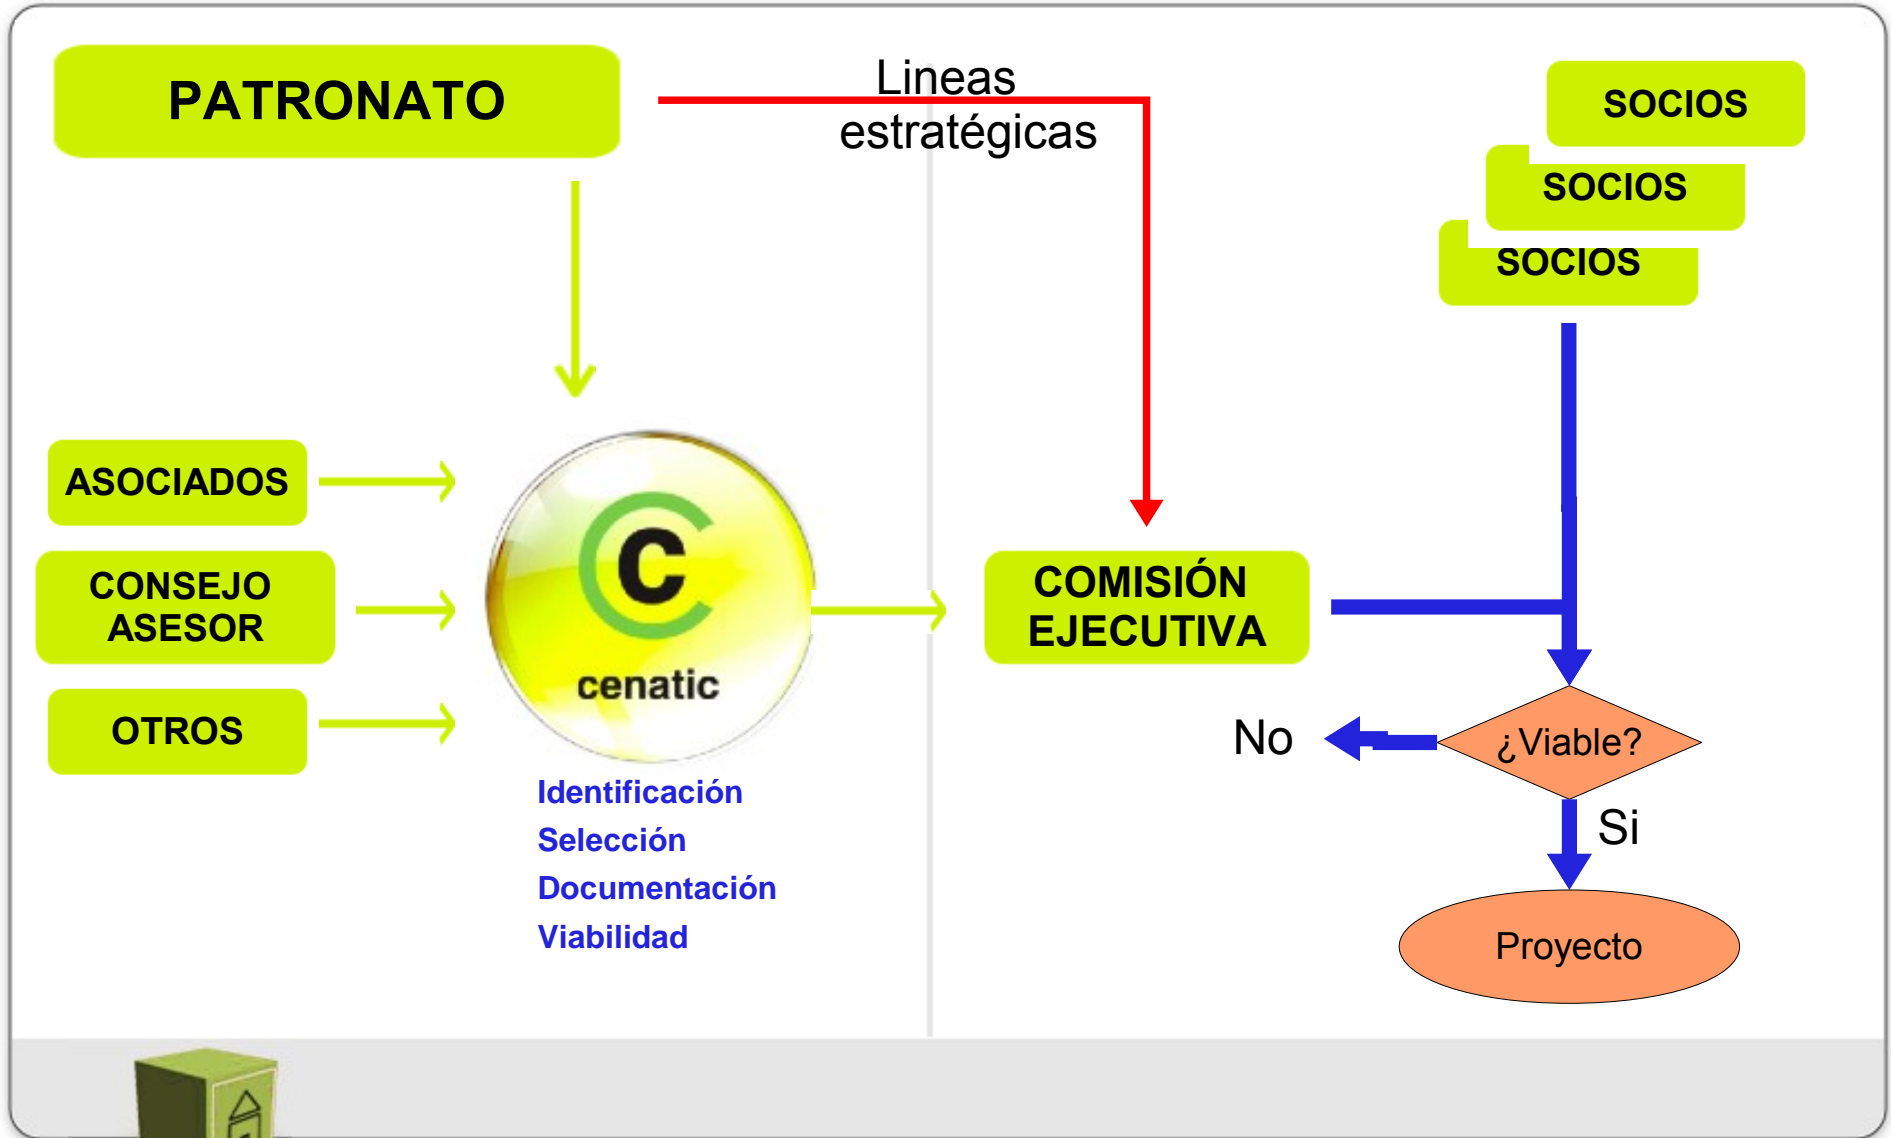 PATRONATO
Lineas
estratégicas
SOCIOS
SOCIOS
SOCIOS
ASOCIADOS
CONSEJO
ASESOR
OTROS
C
cenatic
Identificación
Selección
Documentación
Viabilidad
COMISIÓN
EJECUTIVA
No
¿Viable?
Si
Proyecto